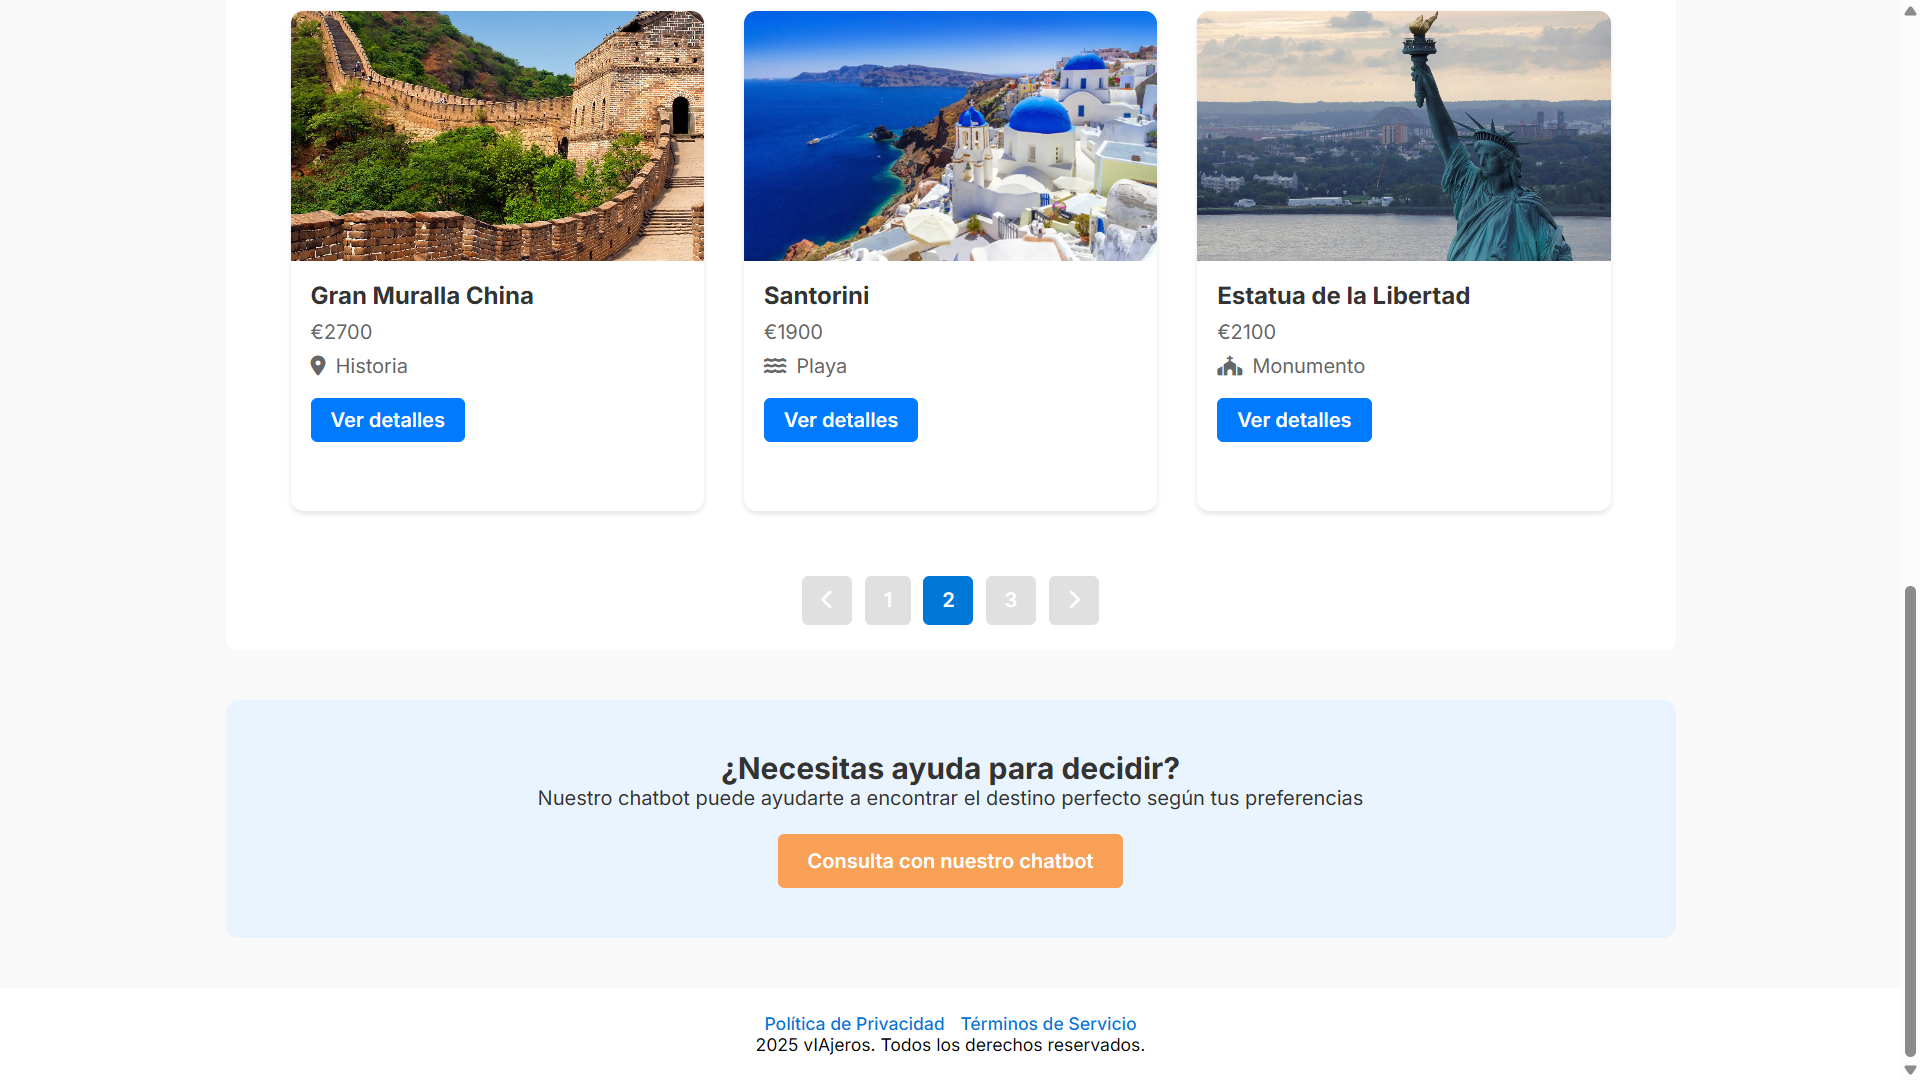 Gran Muralla China
€2700
Historia
Ver detalles
Santorini
€1900
Playa
Ver detalles
Estatua de la Libertad
€2100
Monumento
Ver detalles
1 2 3
¿Necesitas ayuda para decidir?
Nuestro chatbot puede ayudarte a encontrar el destino perfecto según tus preferencias
Consulta con nuestro chatbot
Política de Privacidad Términos de Servicio
2025 vIAjeros. Todos los derechos reservados.